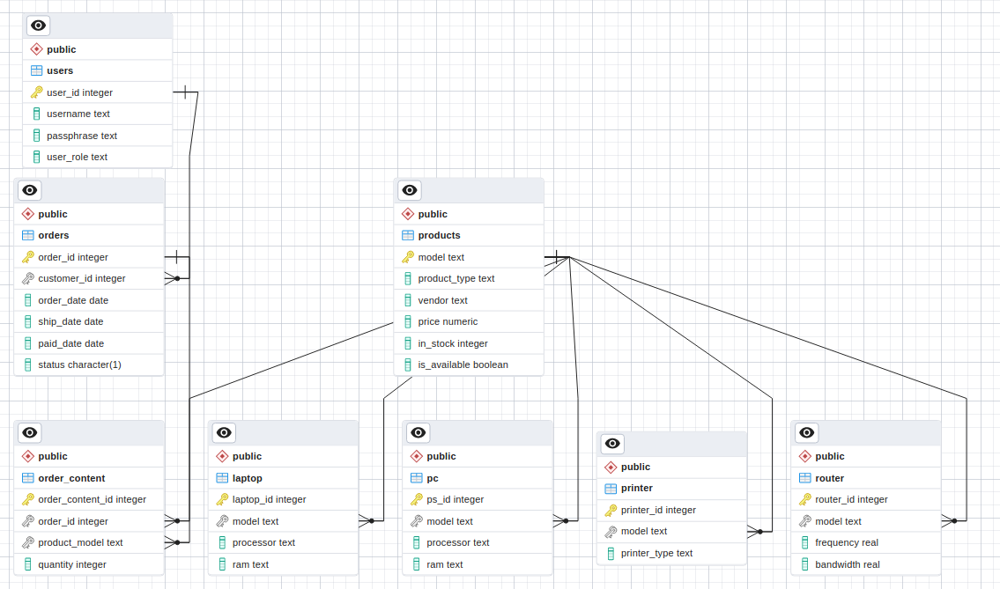 public
users
user_id integer
username text
passphrase text
user_role text
public
orders
order_id integer
customer_id integer
order_date date
ship_date date
paid_date date
status character(1)
public
products
model text
product_type text
vendor text
price numeric
in_stock integer
is_available boolean
public
order_content
order_content_id integer
order_id integer
product_model text
quantity integer
public
laptop
laptop_id integer
model text
processor text
ram text
public
pc
ps_id integer
model text
processor text
ram text
public
printer
printer_id integer
model text
printer_type text
public
router
router_id integer
model text
frequency real
bandwidth real